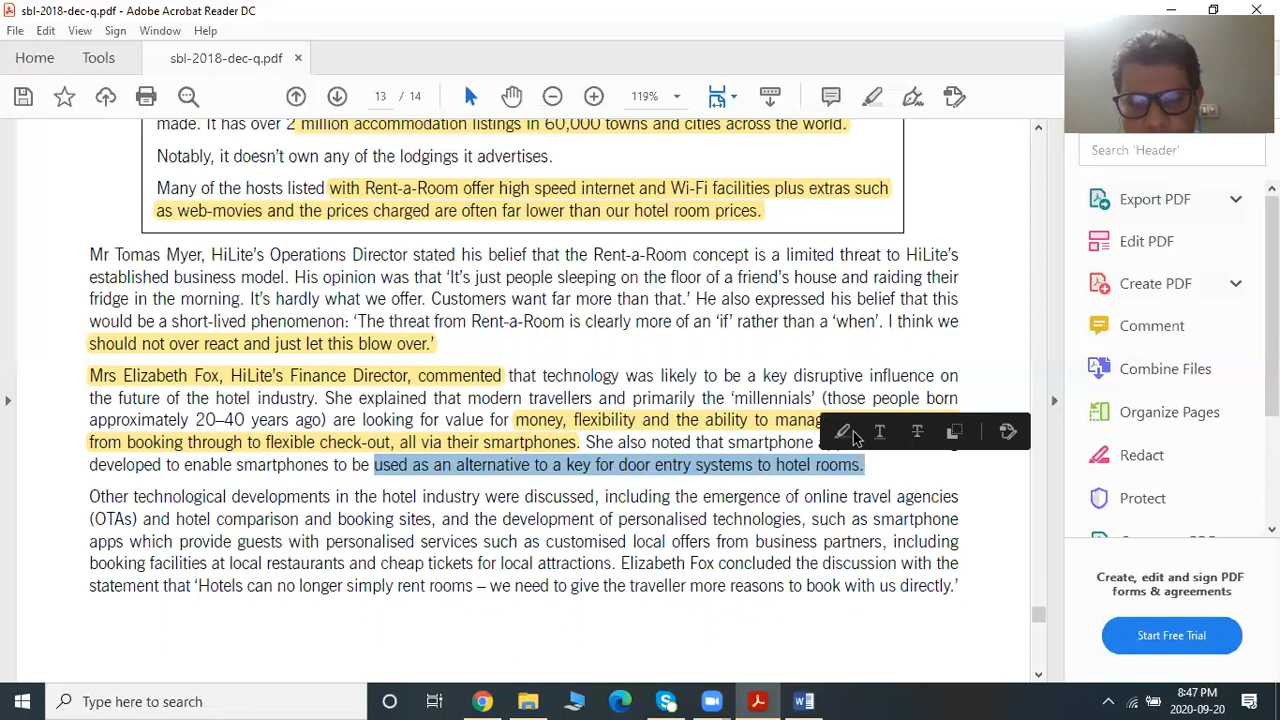 sbl-2018-dec-q.pdf - Adobe Acrobat Reader DC
File Edit View Sign Window Help
Home Tools sbl-2018-dec-q.pdf ×
13 / 14 119%
made. It has over 2 million accommodation listings in 60,000 towns and cities across the world.
Notably, it doesn't own any of the lodgings it advertises.
Many of the hosts listed with Rent-a-Room offer high speed internet and Wi-Fi facilities plus extras such
as web-movies and the prices charged are often far lower than our hotel room prices.
Mr Tomas Myer, HiLite's Operations Director stated his belief that the Rent-a-Room concept is a limited threat to HiLite's
established business model. His opinion was that 'It's just people sleeping on the floor of a friend's house and raiding their
fridge in the morning. It's hardly what we offer. Customers want far more than that.' He also expressed his belief that this
would be a short-lived phenomenon: 'The threat from Rent-a-Room is clearly more of an 'if' rather than a 'when'. I think we
should not over react and just let this blow over.'
Mrs Elizabeth Fox, HiLite's Finance Director, commented that technology was likely to be a key disruptive influence on
the future of the hotel industry. She explained that modern travellers and primarily the 'millennials' (those people born
approximately 20–40 years ago) are looking for value for money, flexibility and the ability to
from booking through to flexible check-out, all via their smartphones. She also noted that smartphone
developed to enable smartphones to be used as an alternative to a key for door entry systems to hotel rooms.
Other technological developments in the hotel industry were discussed, including the emergence of online travel agencies
(OTAs) and hotel comparison and booking sites, and the development of personalised technologies, such as smartphone
apps which provide guests with personalised services such as customised local offers from business partners, including
booking facilities at local restaurants and cheap tickets for local attractions. Elizabeth Fox concluded the discussion with the
statement that 'Hotels can no longer simply rent rooms – we need to give the traveller more reasons to book with us directly.'
Search 'Header'
Export PDF
Edit PDF
Create PDF
Comment
Combine Files
Organize Pages
Redact
Protect
Create, edit and sign PDF
forms & agreements
Start Free Trial
Type here to search
8:47 PM
2020-09-20